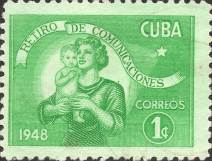 CUBA
RETIRO DE COMUNICACIONES
CORREOS
1948
1¢